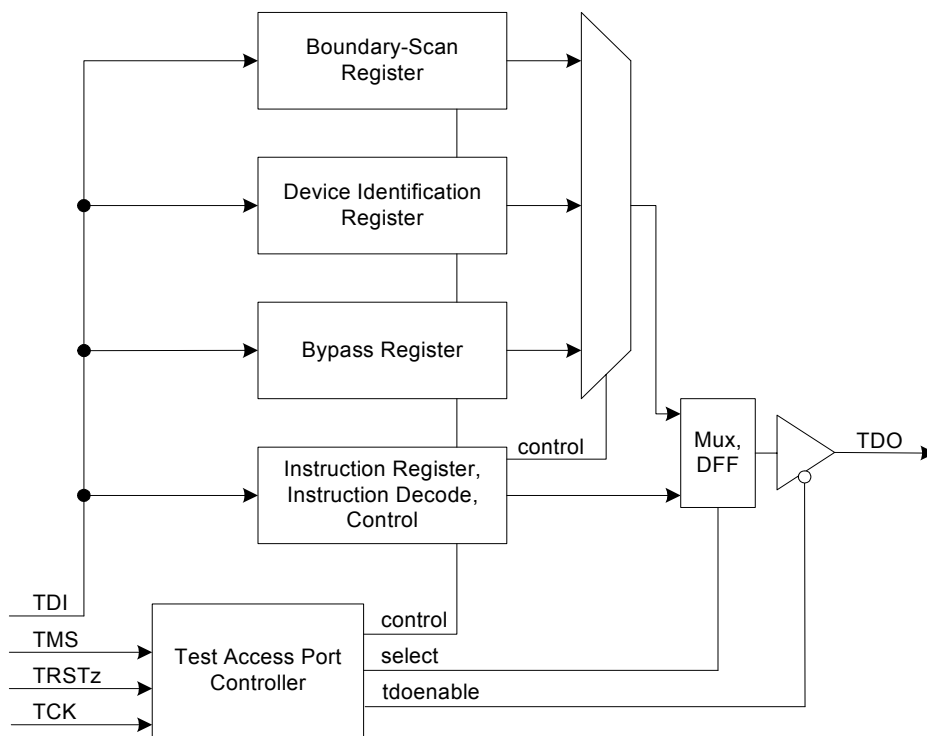 Boundary-Scan
Register
Device Identification
Register
Bypass Register
control
Instruction Register,
Instruction Decode,
Control
Mux,
DFF
TDO
TDI
TMS
TRSTz
TCK
Test Access Port
Controller
control
select
tdoenable